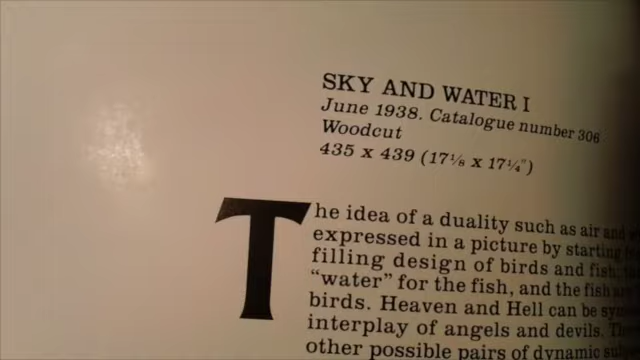 SKY AND WATER I
June 1938. Catalogue number 306
Woodcut
435 x 439 (17⅛ x 17¼")
The idea of a duality such as air and
expressed in a picture by starting
filling design of birds and fish;
"water" for the fish, and the fish are
birds. Heaven and Hell can be
interplay of angels and devils.
other possible pairs of dynamic